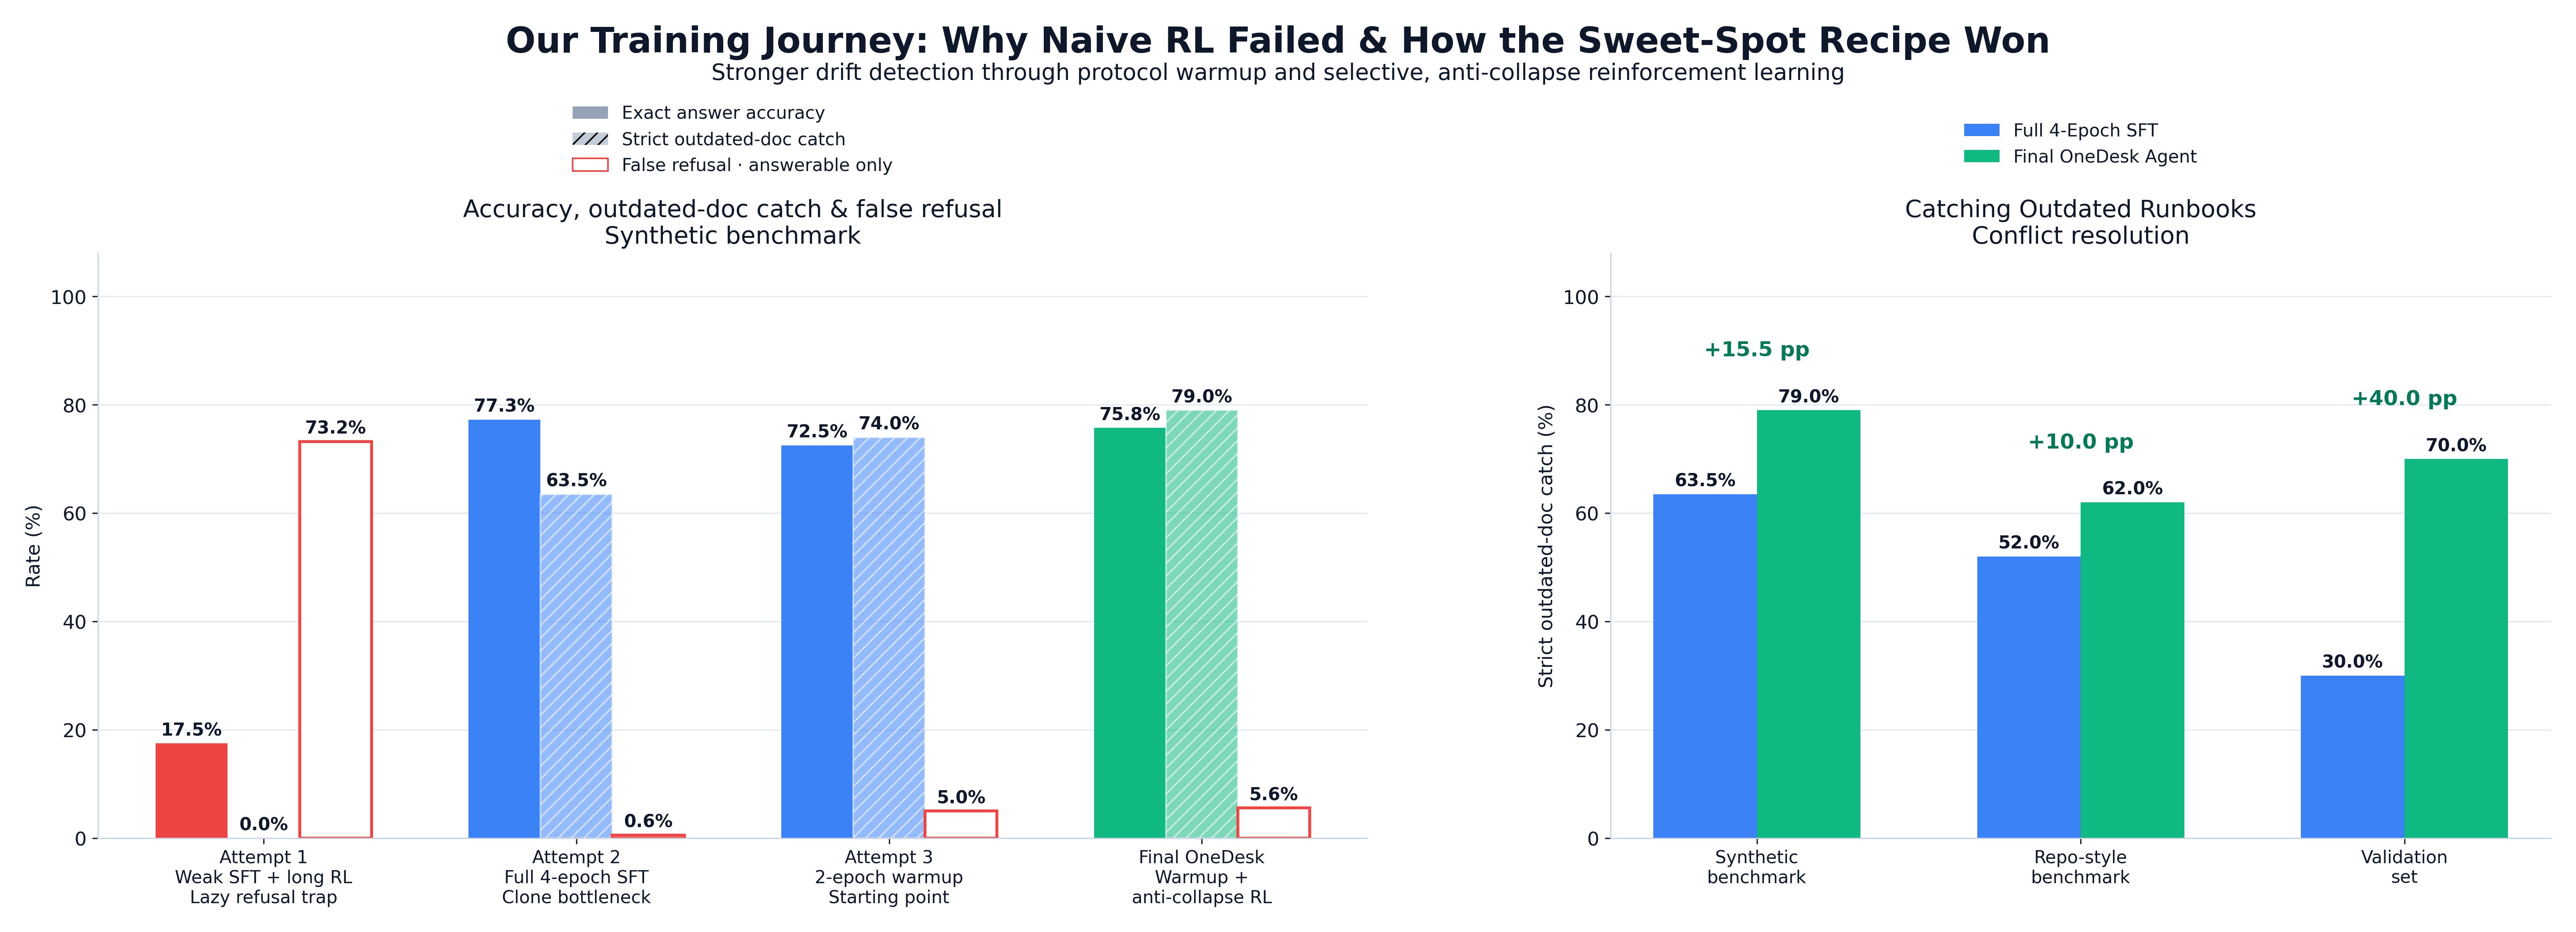 Our Training Journey: Why Naive RL Failed & How the Sweet-Spot Recipe Won
Stronger drift detection through protocol warmup and selective, anti-collapse reinforcement learning
Exact answer accuracy
Strict outdated-doc catch
False refusal · answerable only
Accuracy, outdated-doc catch & false refusal
Synthetic benchmark
Rate (%)
100
80
60
40
20
0
17.5%
0.0%
73.2%
77.3%
63.5%
0.6%
72.5%
74.0%
5.0%
75.8%
79.0%
5.6%
Attempt 1
Weak SFT + long RL
Lazy refusal trap
Attempt 2
Full 4-epoch SFT
Clone bottleneck
Attempt 3
2-epoch warmup
Starting point
Final OneDesk
Warmup +
anti-collapse RL
Full 4-Epoch SFT
Final OneDesk Agent
Catching Outdated Runbooks
Conflict resolution
Strict outdated-doc catch (%)
100
80
60
40
20
0
+15.5 pp
63.5%
79.0%
+10.0 pp
52.0%
62.0%
+40.0 pp
30.0%
70.0%
Synthetic
benchmark
Repo-style
benchmark
Validation
set